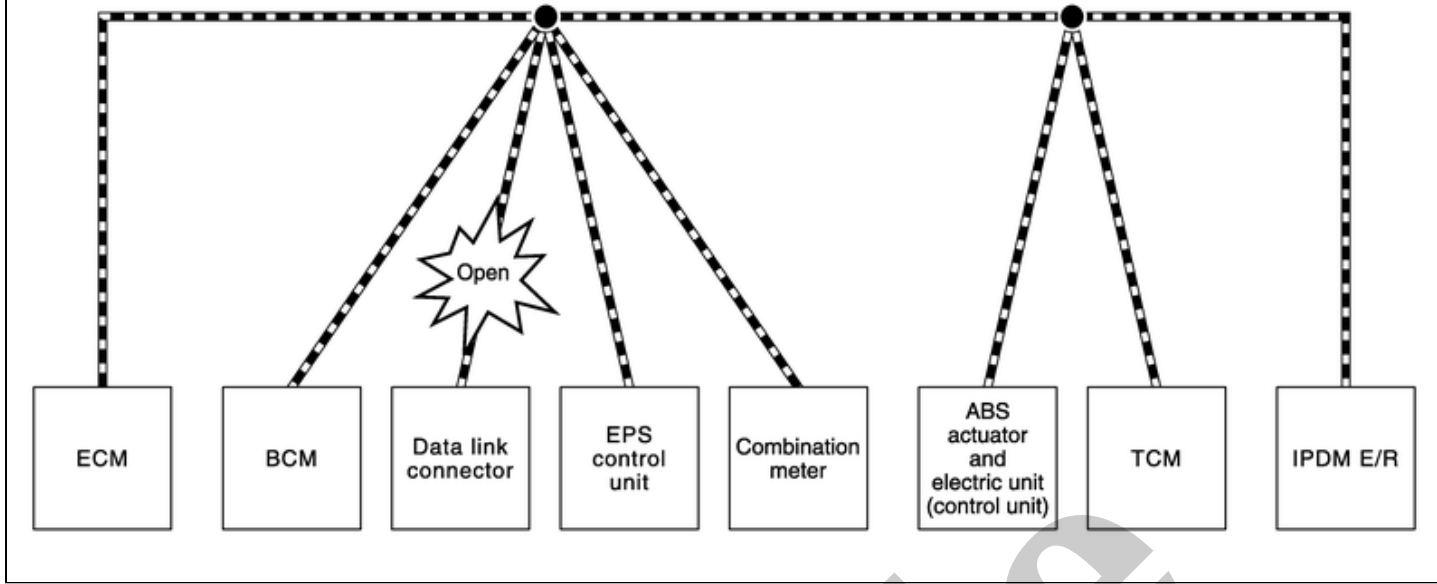 Open
ECM
BCM
Data link
connector
EPS
control
unit
Combination
meter
ABS
actuator
and
electric unit
(control unit)
TCM
IPDM E/R